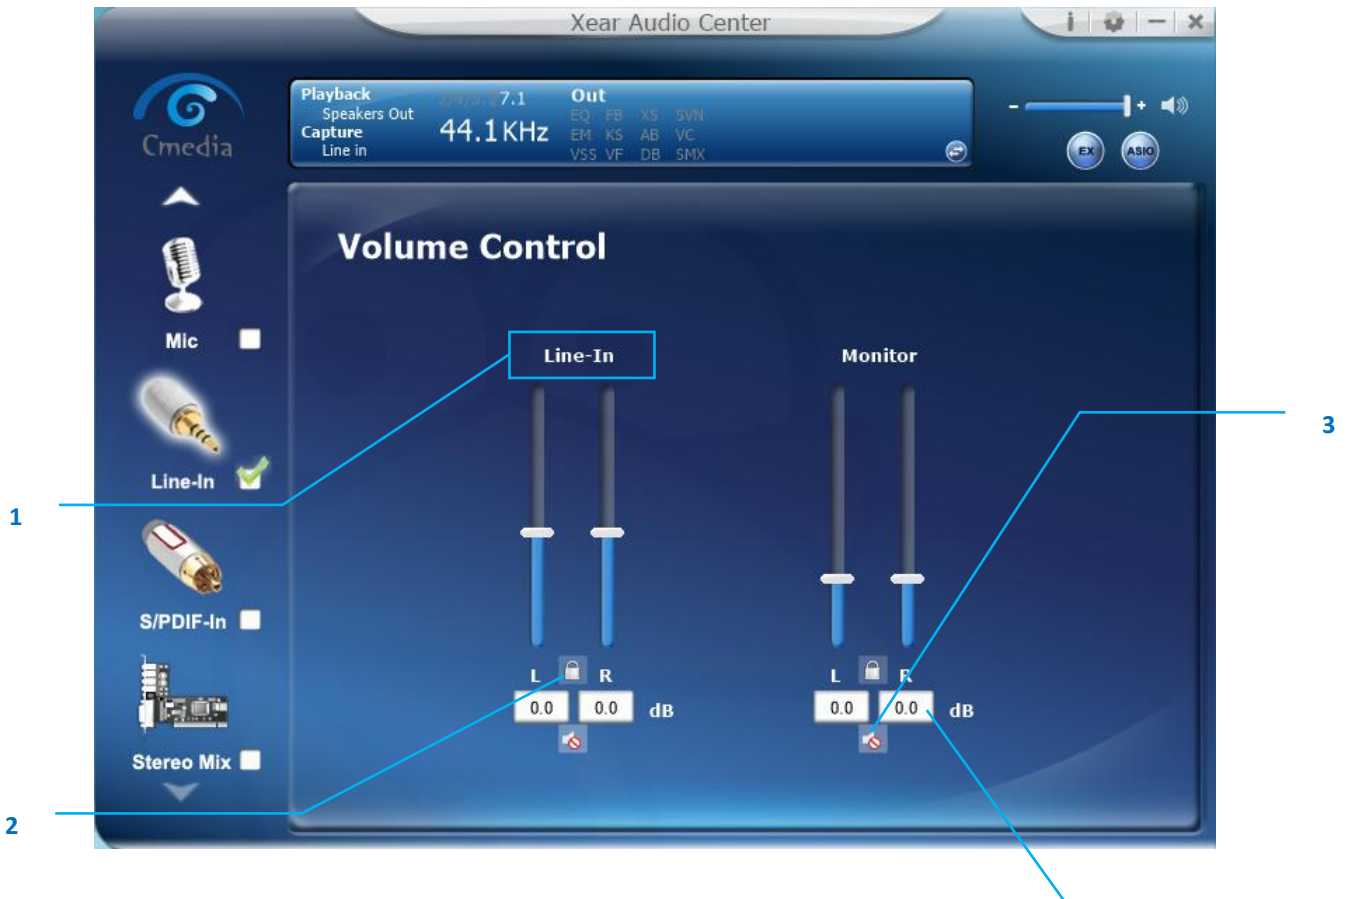 Xear Audio Center
i
Cmedia
Playback
Speakers Out
Capture
Line in
7.1
44.1KHz
Out
EQ FB XS SVN
EM KS AB VC
VSS VF DB SMX
- +
EX ASIO
Volume Control
Mic
Line-In
S/PDIF-In
Stereo Mix
Line-In
Monitor
L R
0.0 0.0 dB
L R
0.0 0.0 dB
1
2
3